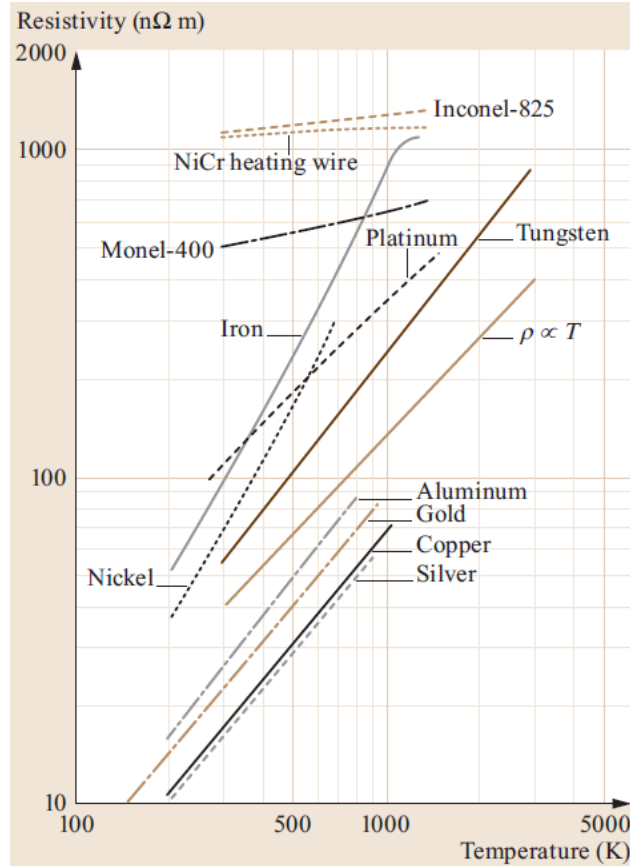 Resistivity (nΩ m)
2000
Inconel-825
1000
NiCr heating wire
Monel-400
Platinum
Tungsten
Iron
ρ ∝ T
100
Aluminum
Gold
Copper
Nickel
Silver
10
100
500
1000
5000
Temperature (K)